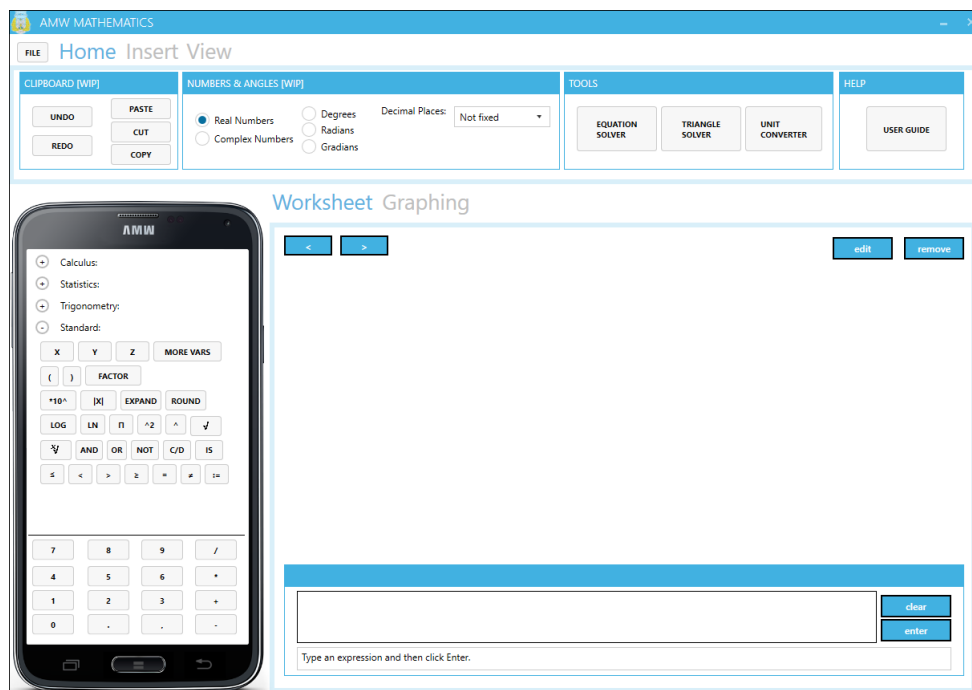 AMW MATHEMATICS
FILE Home Insert View
CLIPBOARD [WIP]
UNDO
REDO
PASTE
CUT
COPY
NUMBERS & ANGLES [WIP]
Real Numbers
Complex Numbers
Degrees
Radians
Gradians
Decimal Places: Not fixed
TOOLS
EQUATION
SOLVER
TRIANGLE
SOLVER
UNIT
CONVERTER
HELP
USER GUIDE
AMW
+ Calculus:
+ Statistics:
+ Trigonometry:
- Standard:
X Y Z MORE VARS
( ) FACTOR
*10^ |X| EXPAND ROUND
LOG LN Π ^2 ^ √
x√ AND OR NOT C/D IS
≤ < > ≥ = ≠ :=
7 8 9 /
4 5 6 *
1 2 3 +
0 . , -
Worksheet Graphing
< > edit remove
clear
enter
Type an expression and then click Enter.